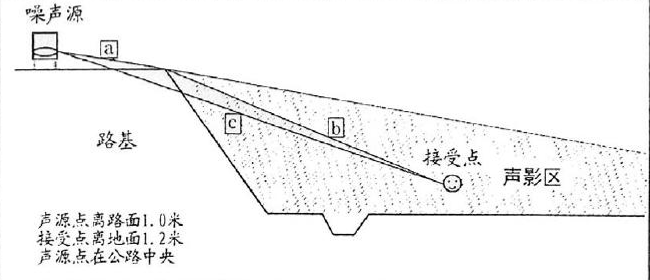 噪声源
a
c
b
路基
接受点
声影区
声源点离路面1.0米
接受点离地面1.2米
声源点在公路中央